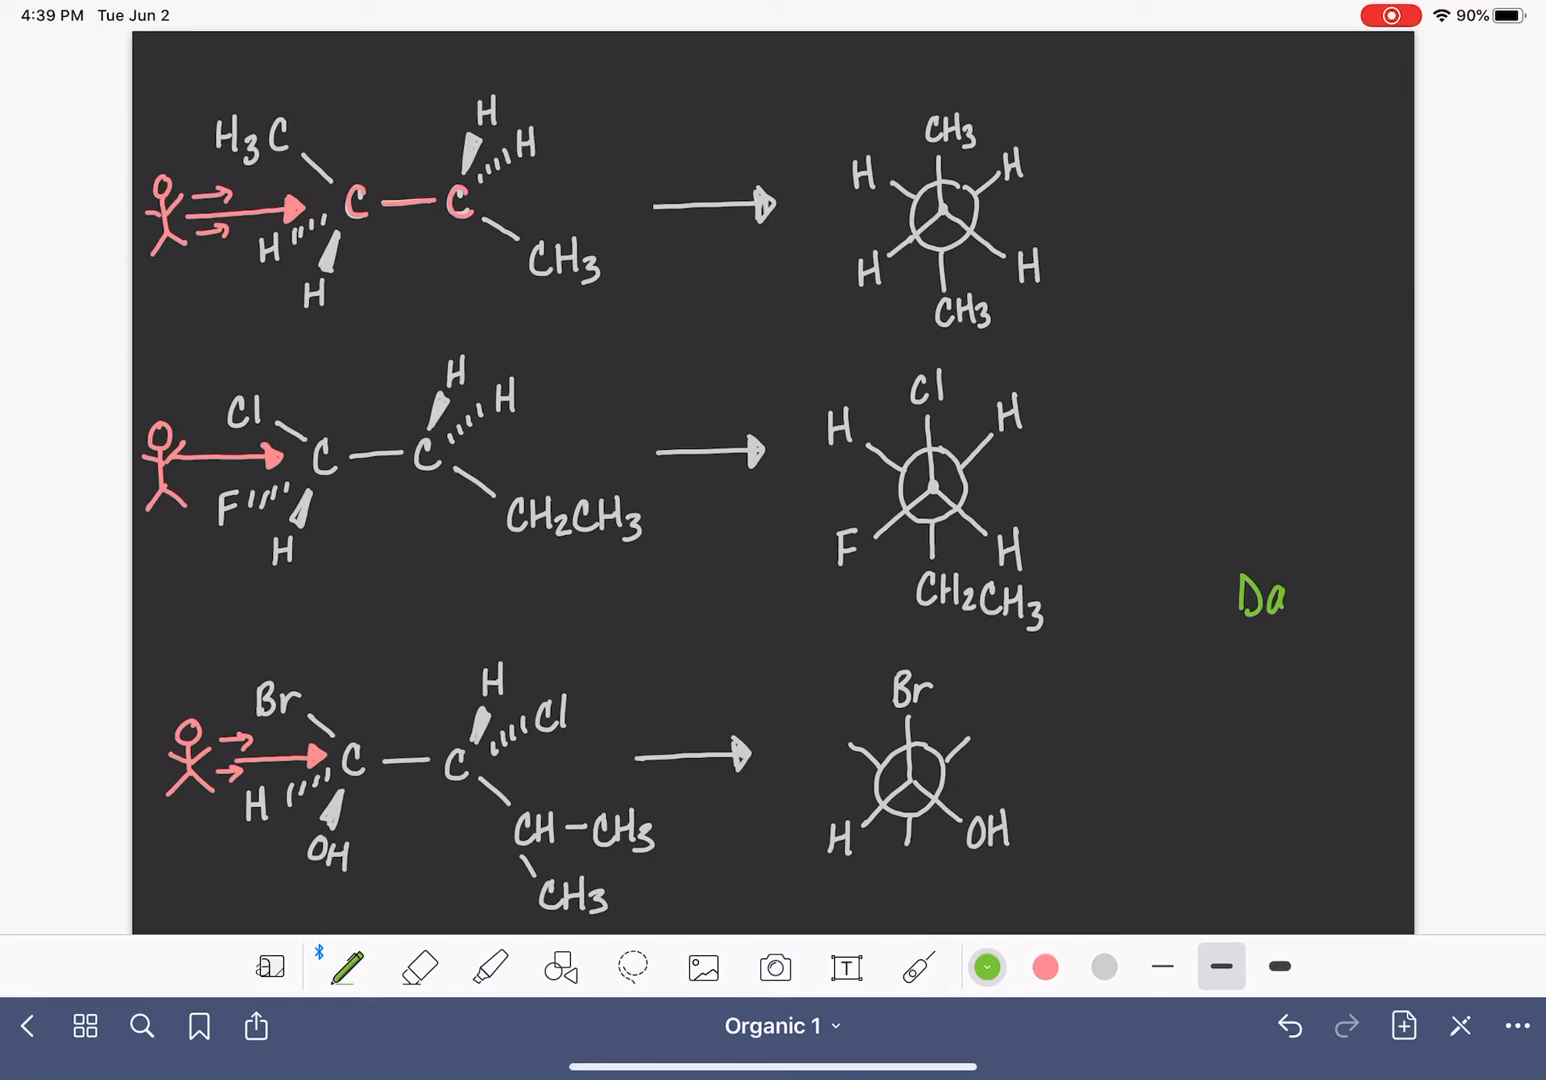 4:39 PM Tue Jun 2
90%
H
H3C H
C — C
H
CH3
H
CH3
H H
H H
CH3
H
Cl H
C — C
F
CH2CH3
H
Cl
H H
F H
CH2CH3
Da
H
Br Cl
C — C
H
CH – CH3
OH
CH3
Br
H OH
T
Organic 1